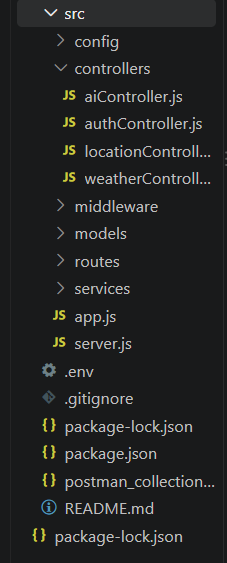 src
config
controllers
JS aiController.js
JS authController.js
JS locationControll...
JS weatherControll...
middleware
models
routes
services
JS app.js
JS server.js
.env
.gitignore
{} package-lock.json
{} package.json
{} postman_collection...
README.md
{} package-lock.json